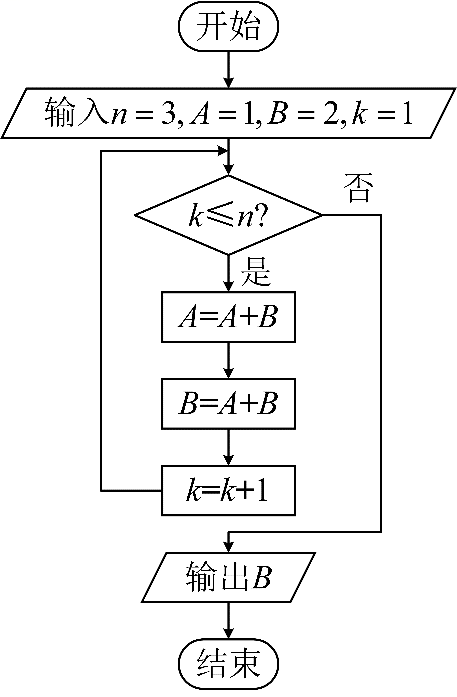 开始
输入n = 3, A = 1, B = 2, k = 1
否
k≤n?
是
A=A+B
B=A+B
k=k+1
输出B
结束